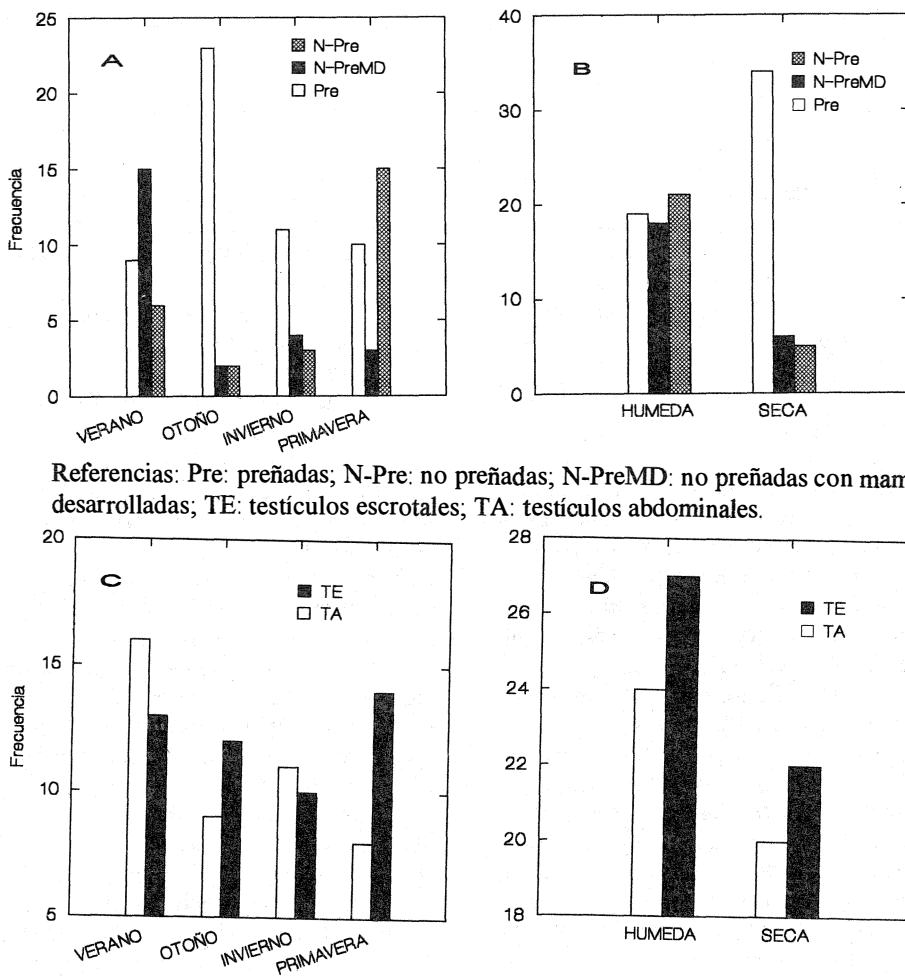 A
N-Pre
N-PreMD
Pre
25
20
15
10
5
0
Frecuencia
VERANO
OTOÑO
INVIERNO
PRIMAVERA
B
N-Pre
N-PreMD
Pre
40
30
20
10
0
HUMEDA
SECA
Referencias: Pre: preñadas; N-Pre: no preñadas; N-PreMD: no preñadas con mam
desarrolladas; TE: testículos escrotales; TA: testículos abdominales.
C
TE
TA
20
15
10
5
Frecuencia
VERANO
OTOÑO
INVIERNO
PRIMAVERA
D
TE
TA
28
26
24
22
20
18
HUMEDA
SECA